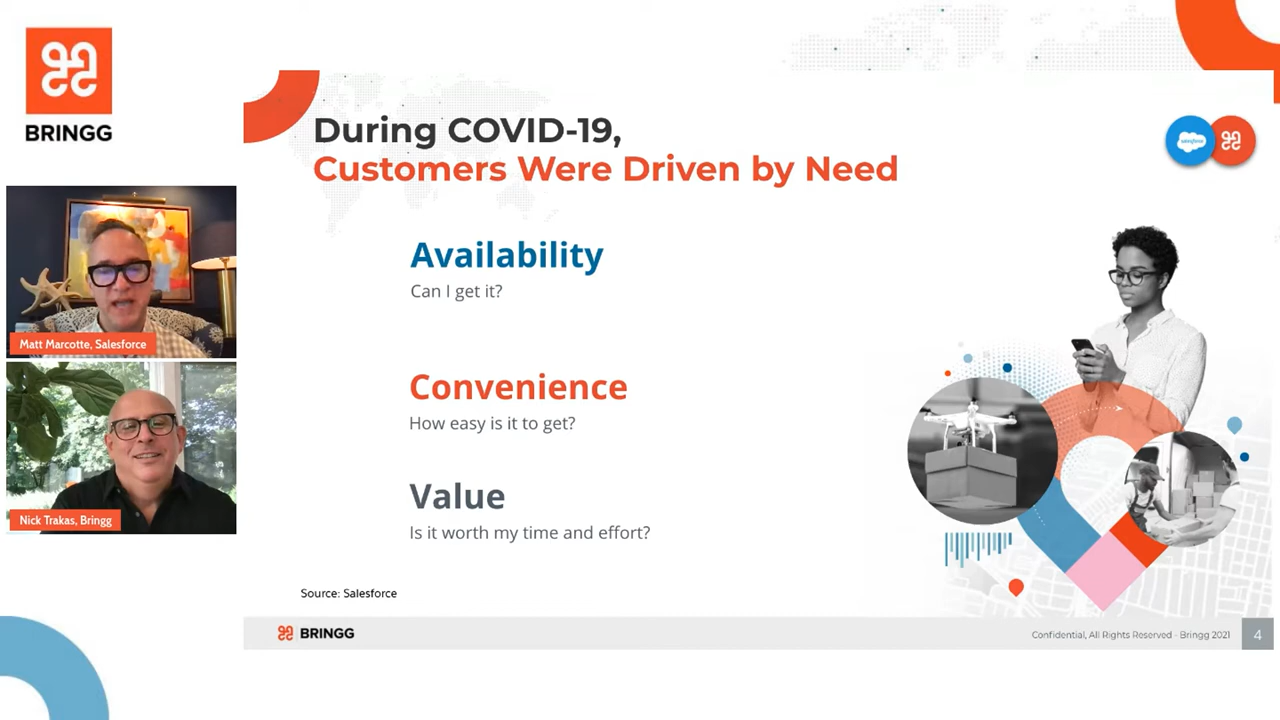 BRINGG
During COVID-19,
Customers Were Driven by Need
salesforce
Availability
Can I get it?
Matt Marcotte, Salesforce
Convenience
How easy is it to get?
Value
Is it worth my time and effort?
Nick Trakas, Bringg
Source: Salesforce
BRINGG
Confidential, All Rights Reserved - Bringg 2021
4